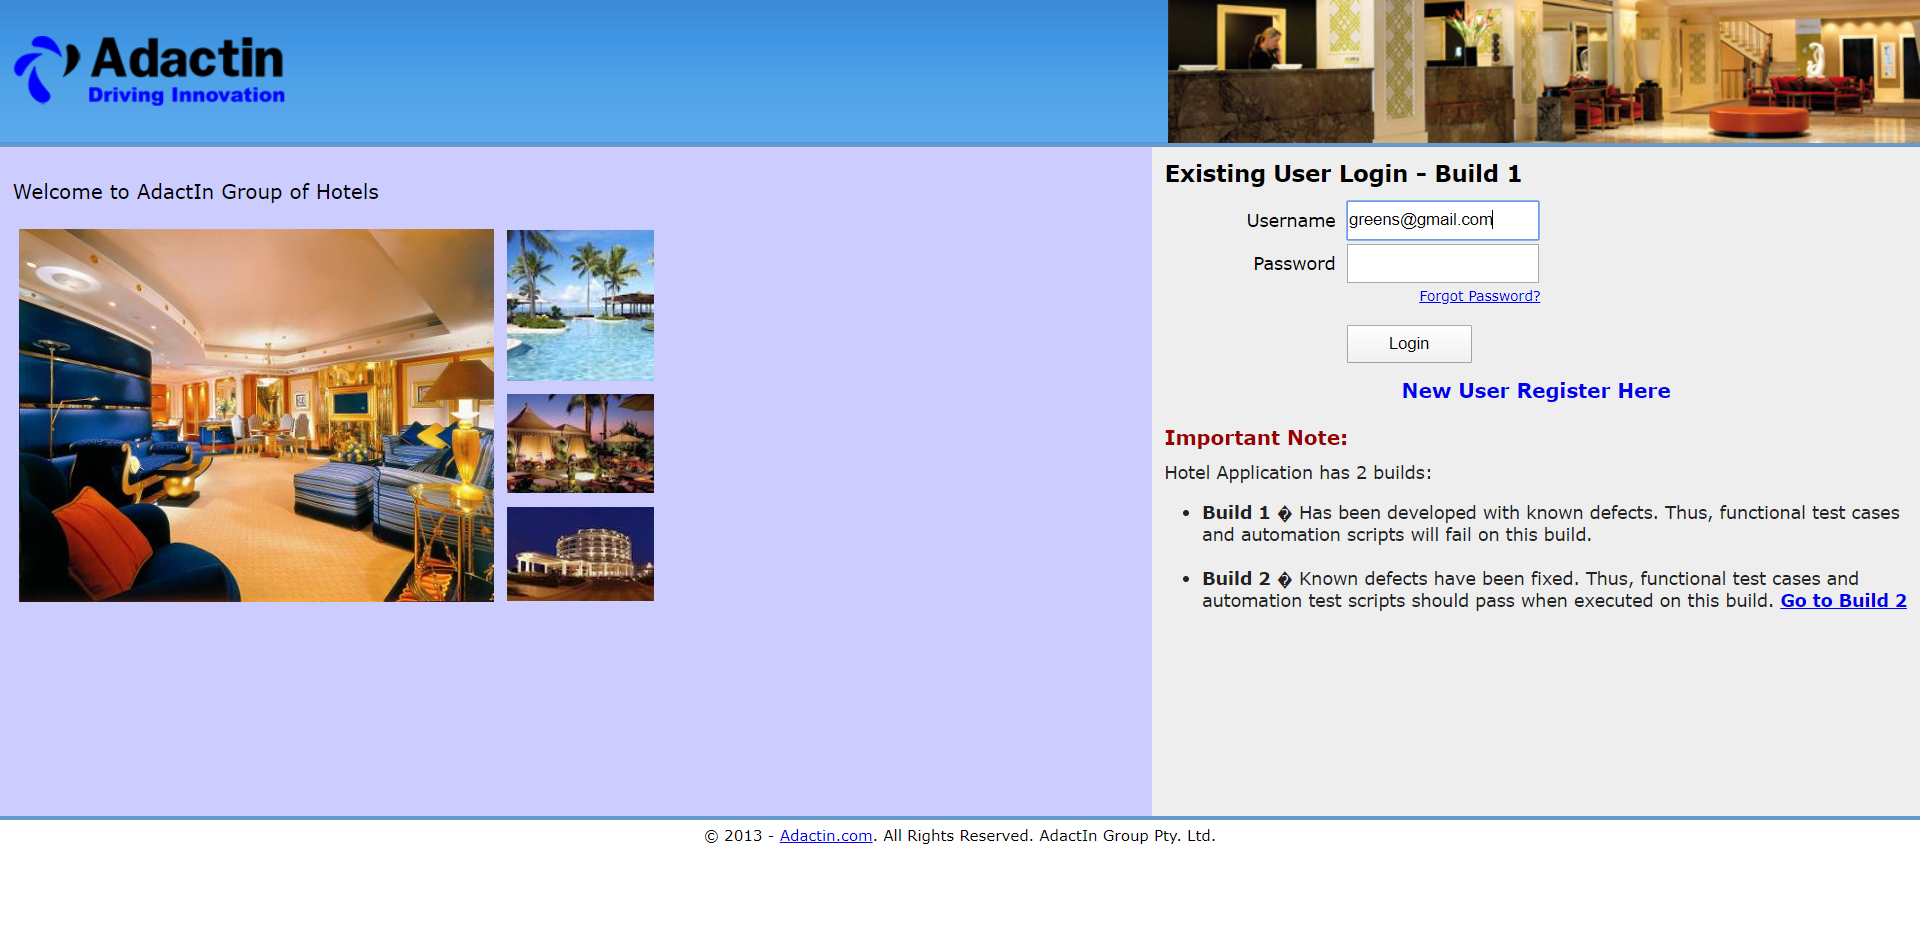 Adactin
Driving Innovation
Welcome to AdactIn Group of Hotels
Existing User Login - Build 1
Username greens@gmail.com
Password
Forgot Password?
Login
New User Register Here
Important Note:
Hotel Application has 2 builds:
• Build 1 � Has been developed with known defects. Thus, functional test cases
and automation scripts will fail on this build.
• Build 2 � Known defects have been fixed. Thus, functional test cases and
automation test scripts should pass when executed on this build. Go to Build 2
© 2013 - Adactin.com. All Rights Reserved. AdactIn Group Pty. Ltd.